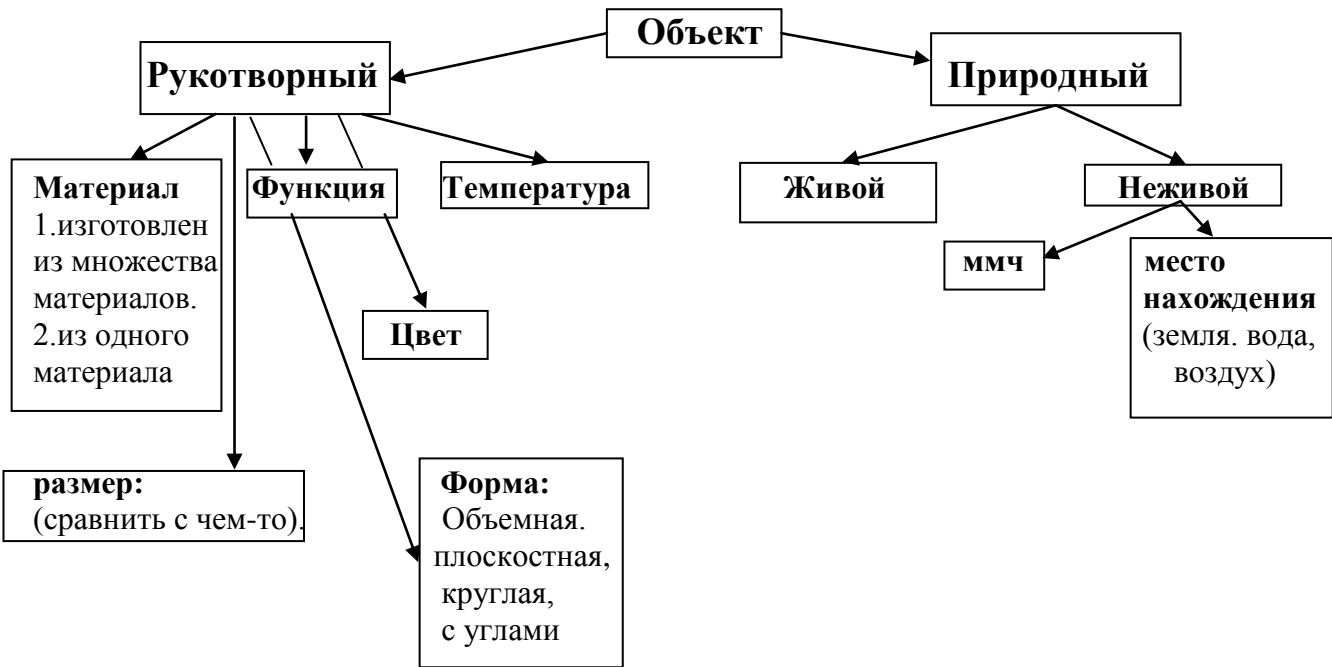 Объект
Рукотворный
Природный
Материал
1.изготовлен
из множества
материалов.
2.из одного
материала
Функция
Температура
Живой
Неживой
ммч
место
нахождения
(земля. вода,
воздух)
Цвет
размер:
(сравнить с чем-то).
Форма:
Объемная.
плоскостная,
круглая,
с углами